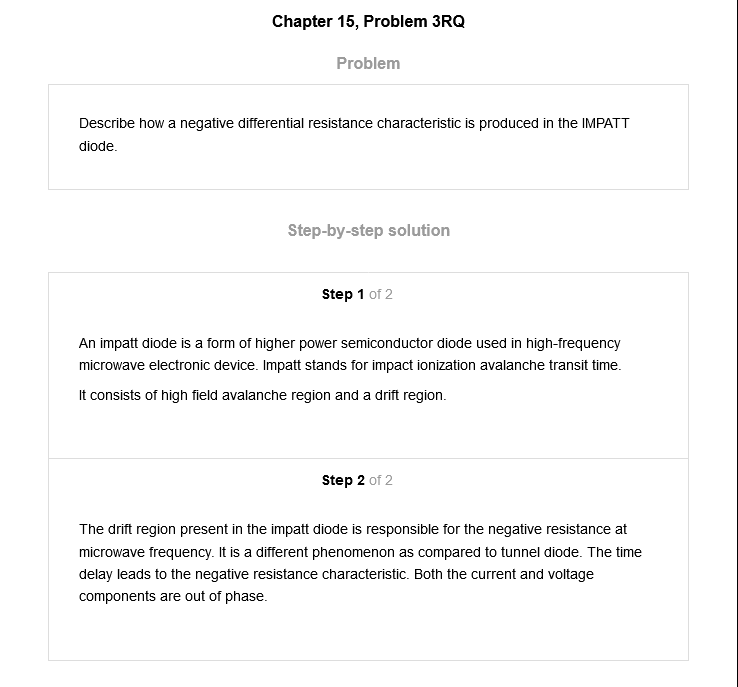 Chapter 15, Problem 3RQ
Problem
Describe how a negative differential resistance characteristic is produced in the IMPATT
diode.
Step-by-step solution
Step 1 of 2
An impatt diode is a form of higher power semiconductor diode used in high-frequency
microwave electronic device. Impatt stands for impact ionization avalanche transit time.
It consists of high field avalanche region and a drift region.
Step 2 of 2
The drift region present in the impatt diode is responsible for the negative resistance at
microwave frequency. It is a different phenomenon as compared to tunnel diode. The time
delay leads to the negative resistance characteristic. Both the current and voltage
components are out of phase.